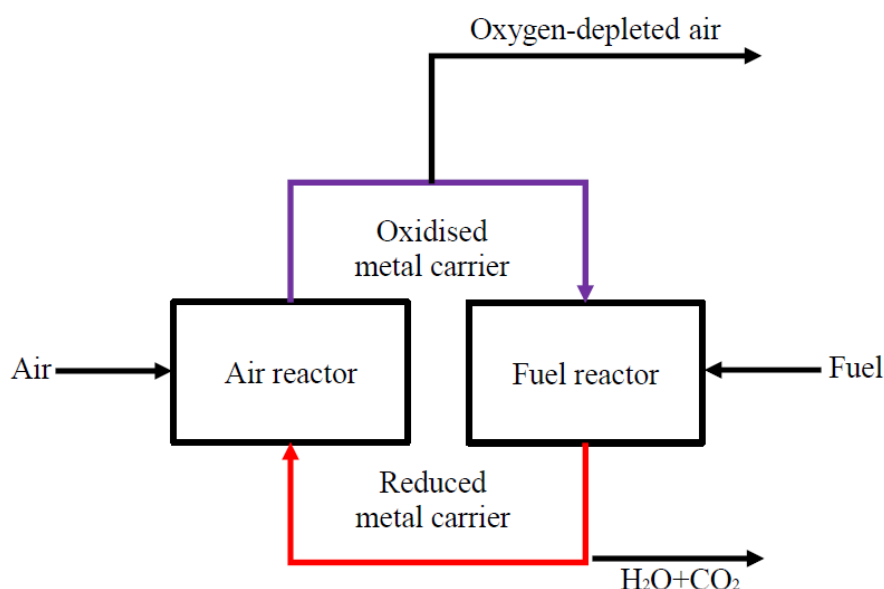 Oxygen-depleted air
Oxidised
metal carrier
Air
Air reactor
Fuel reactor
Fuel
Reduced
metal carrier
H₂O+CO₂